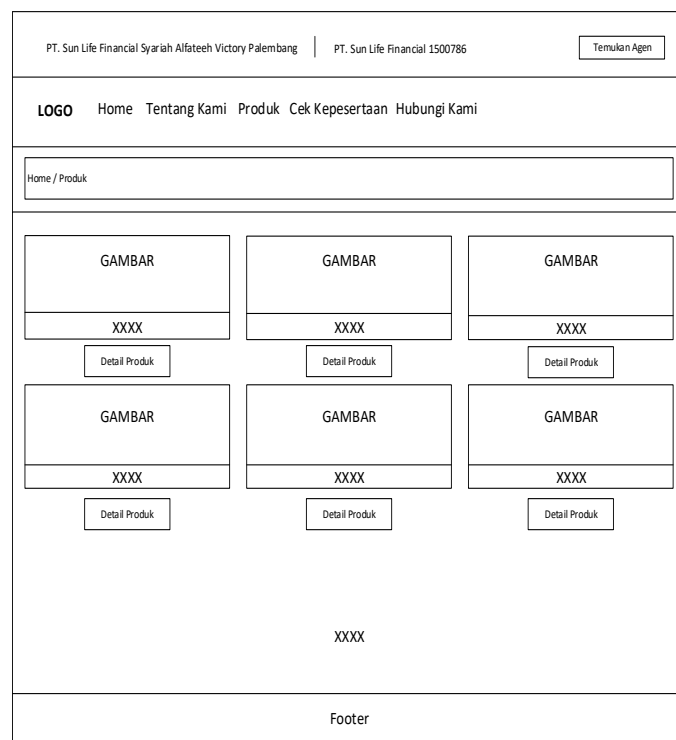 PT. Sun Life Financial Syariah Alfateeh Victory Palembang
PT. Sun Life Financial 1500786
Temukan Agen
LOGO Home Tentang Kami Produk Cek Kepesertaan Hubungi Kami
Home / Produk
GAMBAR GAMBAR GAMBAR
XXXX XXXX XXXX
Detail Produk Detail Produk Detail Produk
GAMBAR GAMBAR GAMBAR
XXXX XXXX XXXX
Detail Produk Detail Produk Detail Produk
XXXX
Footer